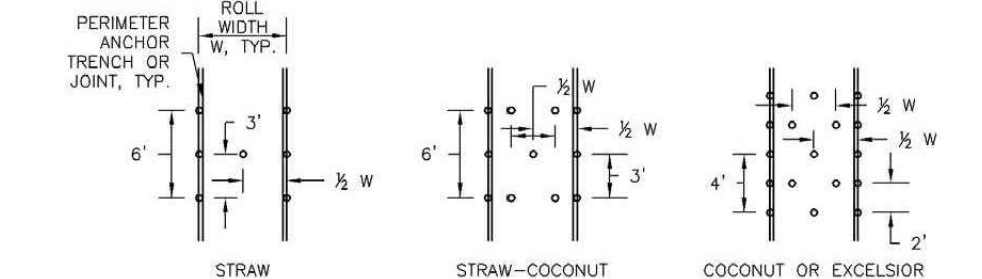 PERIMETER
ANCHOR
TRENCH OR
JOINT, TYP.
ROLL
WIDTH
W, TYP.
6'
3'
½ W
STRAW
½ W
½ W
6'
3'
STRAW-COCONUT
½ W
½ W
4'
2'
COCONUT OR EXCELSIOR